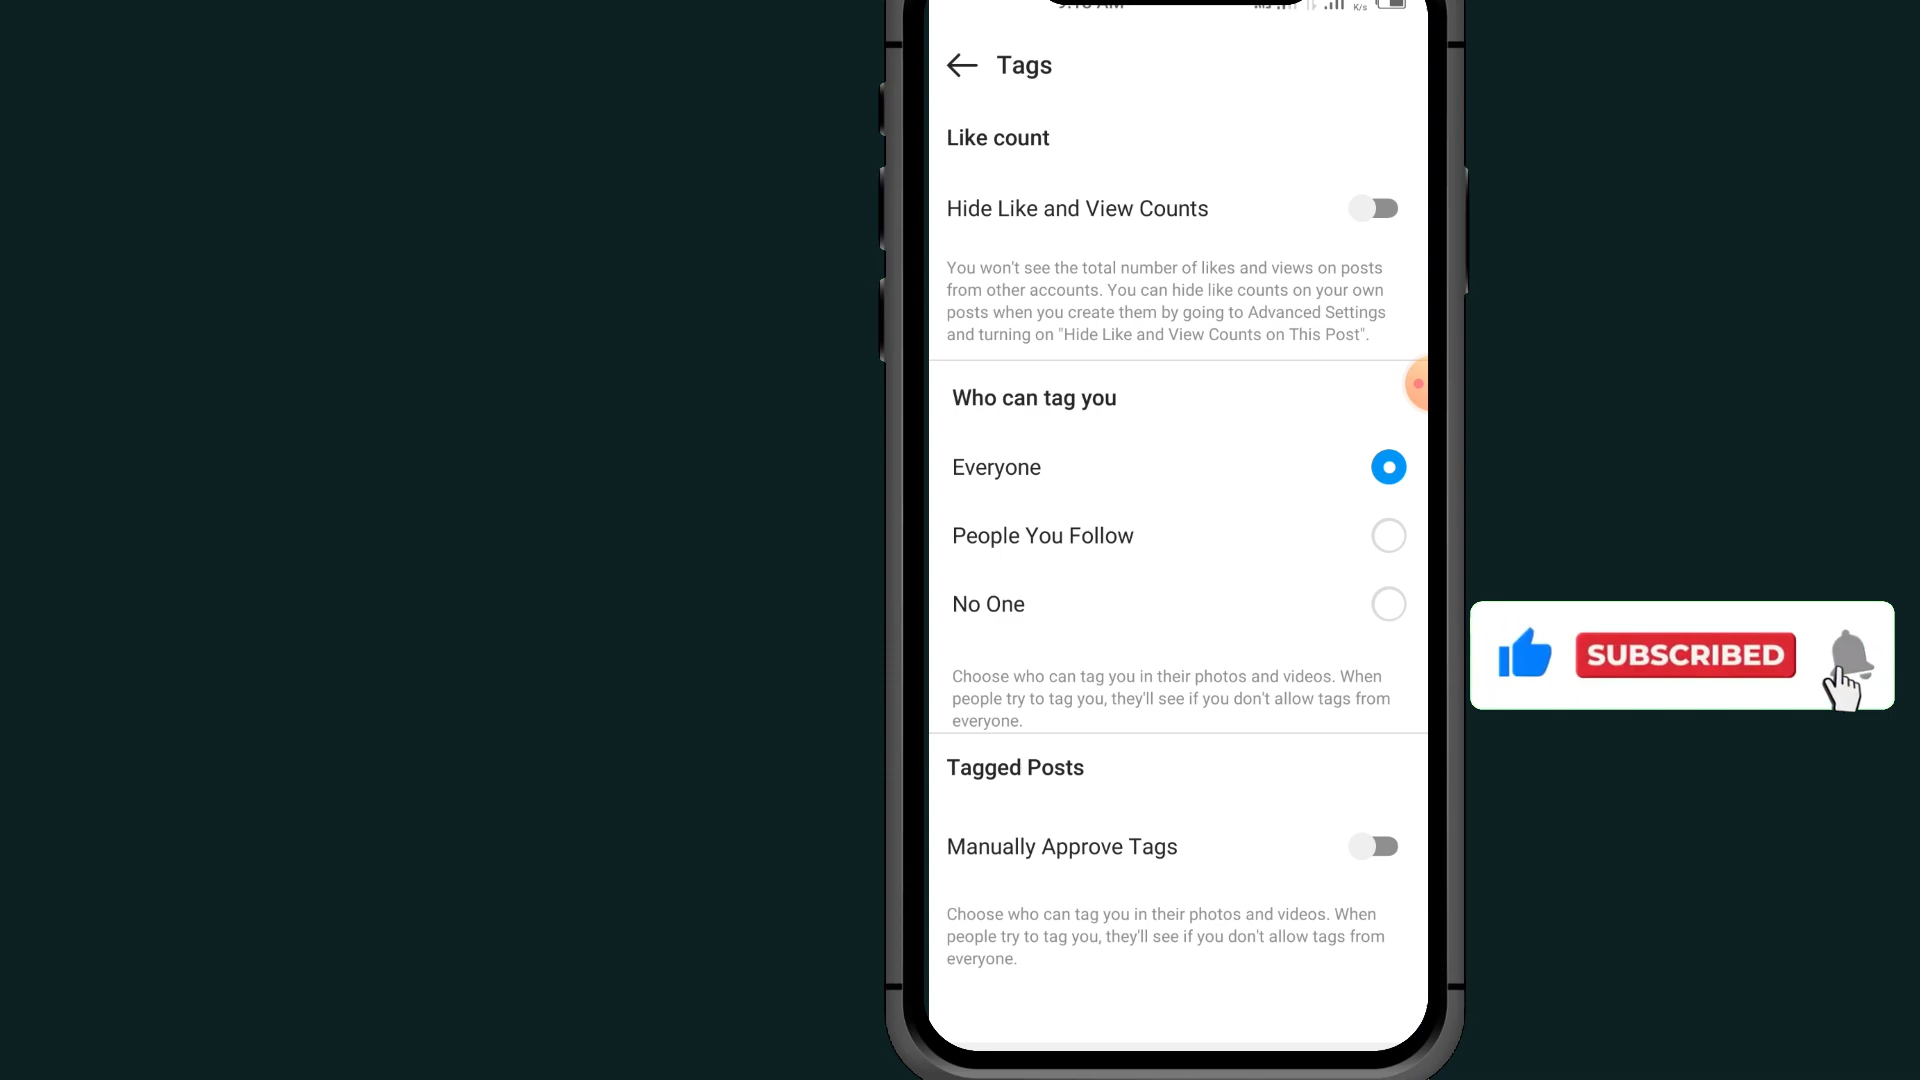 Tags
Like count
Hide Like and View Counts
You won't see the total number of likes and views on posts
from other accounts. You can hide like counts on your own
posts when you create them by going to Advanced Settings
and turning on "Hide Like and View Counts on This Post".
Who can tag you
Everyone
People You Follow
No One
Choose who can tag you in their photos and videos. When
people try to tag you, they'll see if you don't allow tags from
everyone.
SUBSCRIBED
Tagged Posts
Manually Approve Tags
Choose who can tag you in their photos and videos. When
people try to tag you, they'll see if you don't allow tags from
everyone.